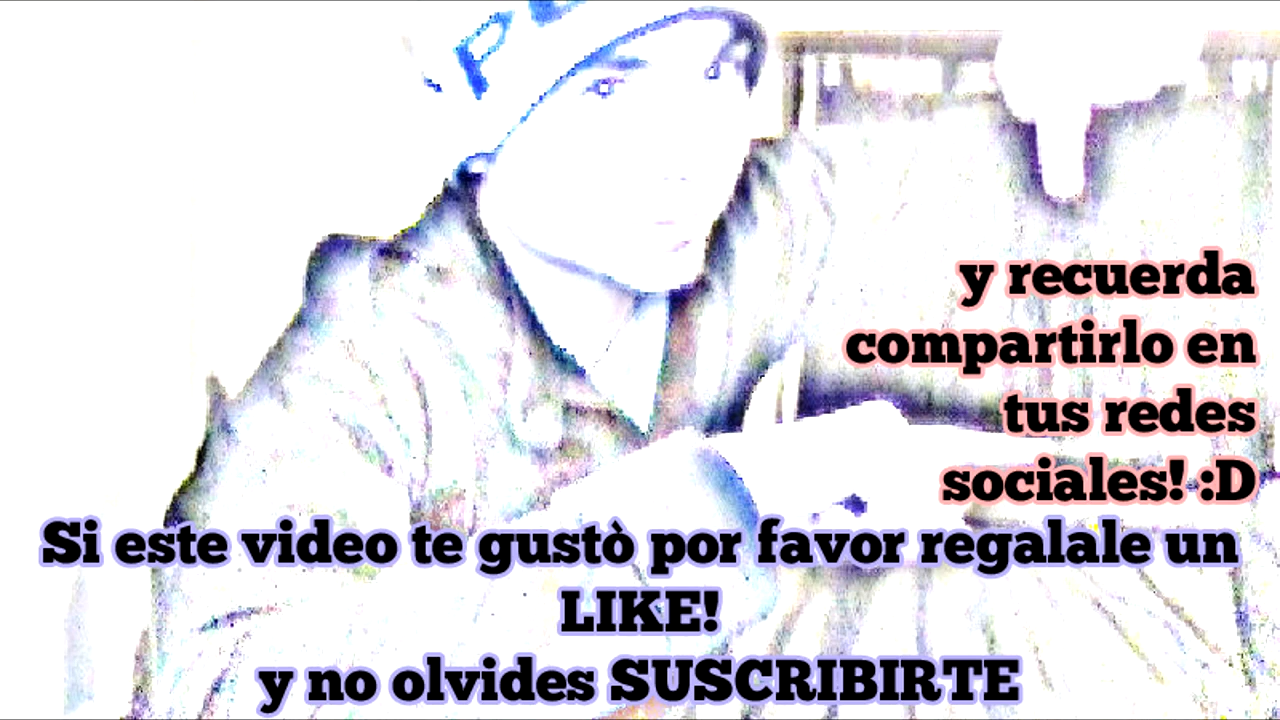 y recuerda
compartirlo en
tus redes
sociales! :D
Si este video te gustò por favor regalale un
LIKE!
y no olvides SUSCRIBIRTE